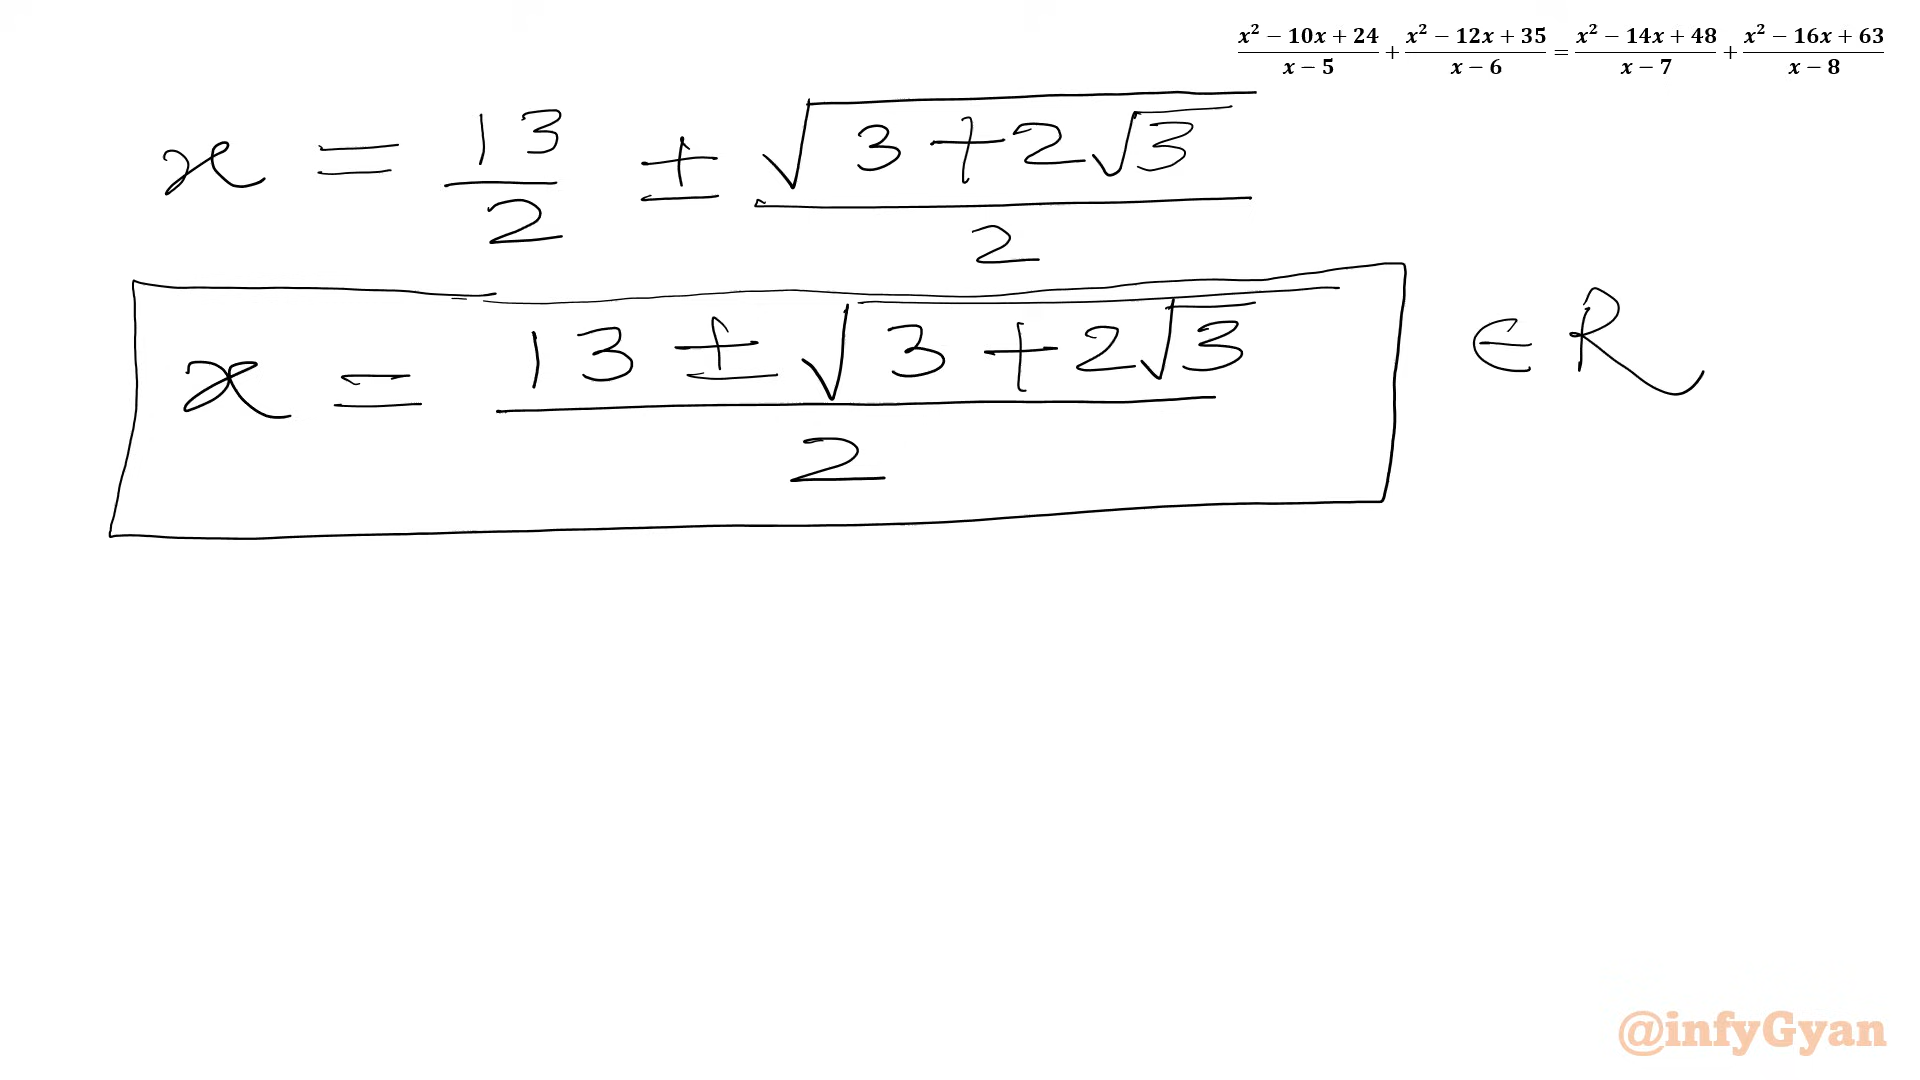 (x² − 10x + 24)/(x − 5) + (x² − 12x + 35)/(x − 6) = (x² − 14x + 48)/(x − 7) + (x² − 16x + 63)/(x − 8)
x = 13/2 ± √(3 + 2√3)/2
x = (13 ± √(3 + 2√3))/2 ∈ R
@infyGyan